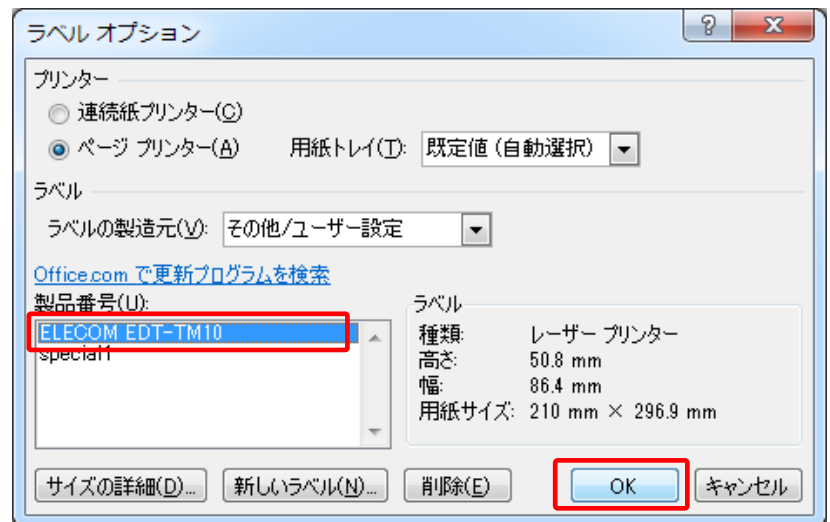 ラベル オプション
プリンター
連続紙プリンター(C)
ページ プリンター(A) 用紙トレイ(T): 既定値 (自動選択)
ラベル
ラベルの製造元(V): その他/ユーザー設定
Office.com で更新プログラムを検索
製品番号(U):
ELECOM EDT-TM10
special1
ラベル
種類: レーザー プリンター
高さ: 50.8 mm
幅: 86.4 mm
用紙サイズ: 210 mm × 296.9 mm
サイズの詳細(D)... 新しいラベル(N)... 削除(E) OK キャンセル